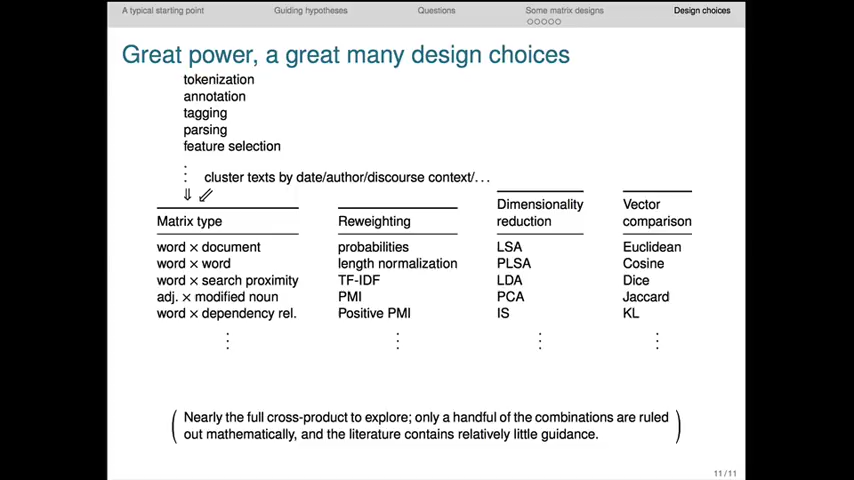 A typical starting point Guiding hypotheses Questions Some matrix designs Design choices
Great power, a great many design choices
tokenization
annotation
tagging
parsing
feature selection
⋮ cluster texts by date/author/discourse context/. . .
⇓ ⇙
Matrix type Reweighting Dimensionality reduction Vector comparison
word × document probabilities LSA Euclidean
word × word length normalization PLSA Cosine
word × search proximity TF-IDF LDA Dice
adj. × modified noun PMI PCA Jaccard
word × dependency rel. Positive PMI IS KL
⋮ ⋮ ⋮ ⋮
( Nearly the full cross-product to explore; only a handful of the combinations are ruled
out mathematically, and the literature contains relatively little guidance. )
11 / 11